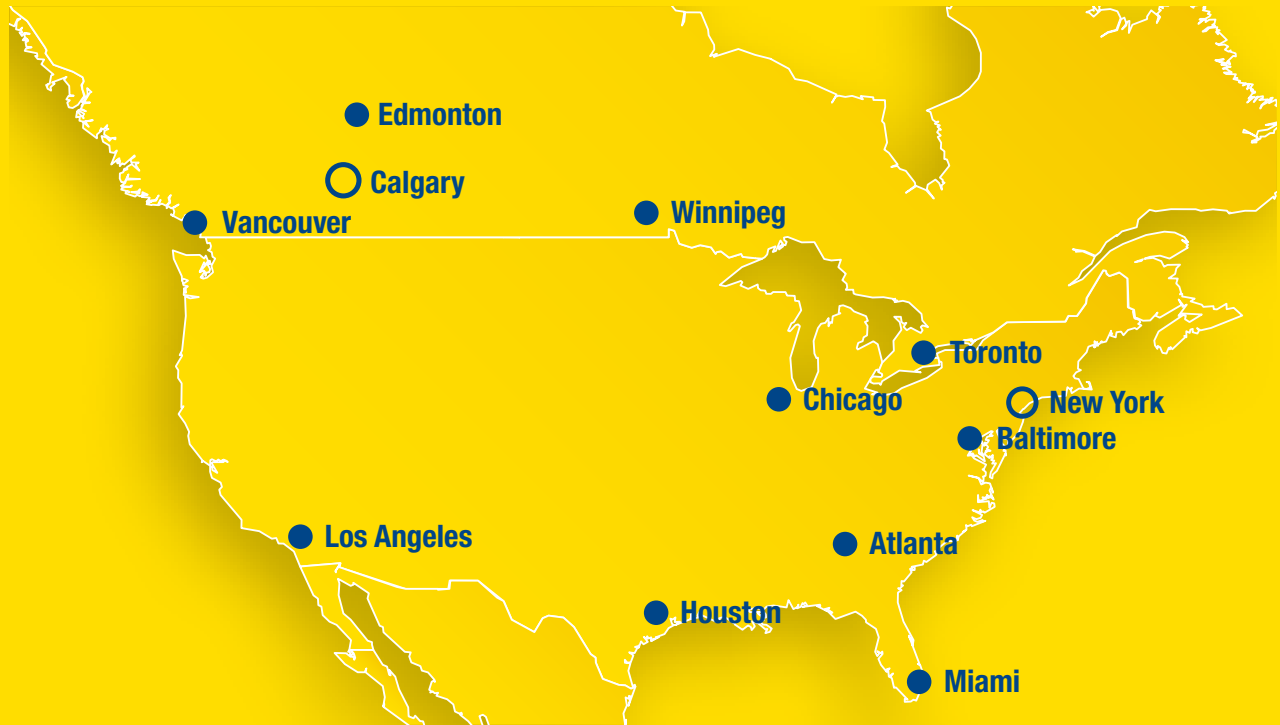 Edmonton
Calgary
Winnipeg
Vancouver
Toronto
Chicago
New York
Baltimore
Los Angeles
Atlanta
Houston
Miami